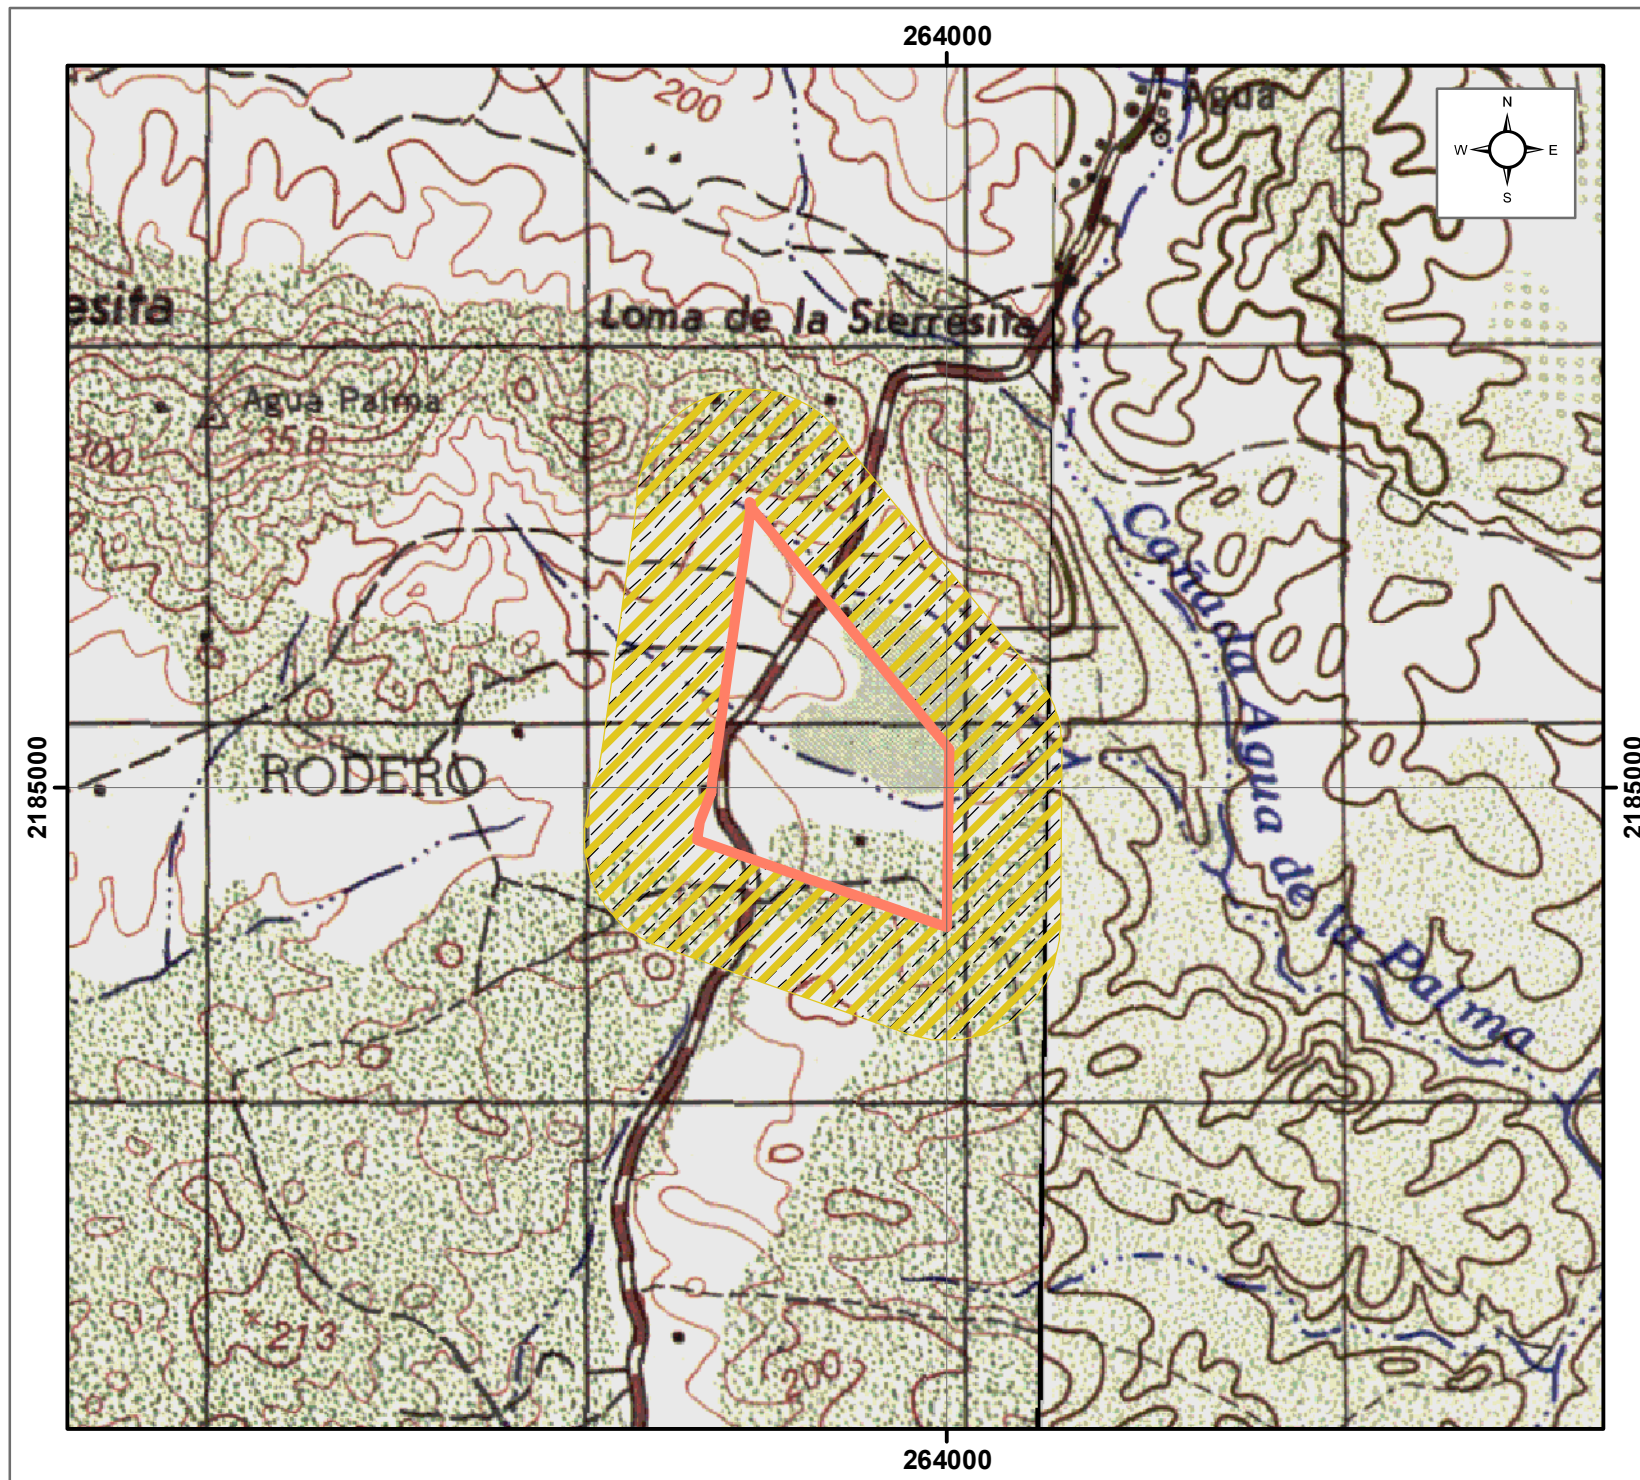 264000
200
Agua
N
W E
S
esita
Loma de la Sierresita
Agua Palma
358
300
Cañada Agua de la Palma
2185000
RODERO
2185000
213
200
264000